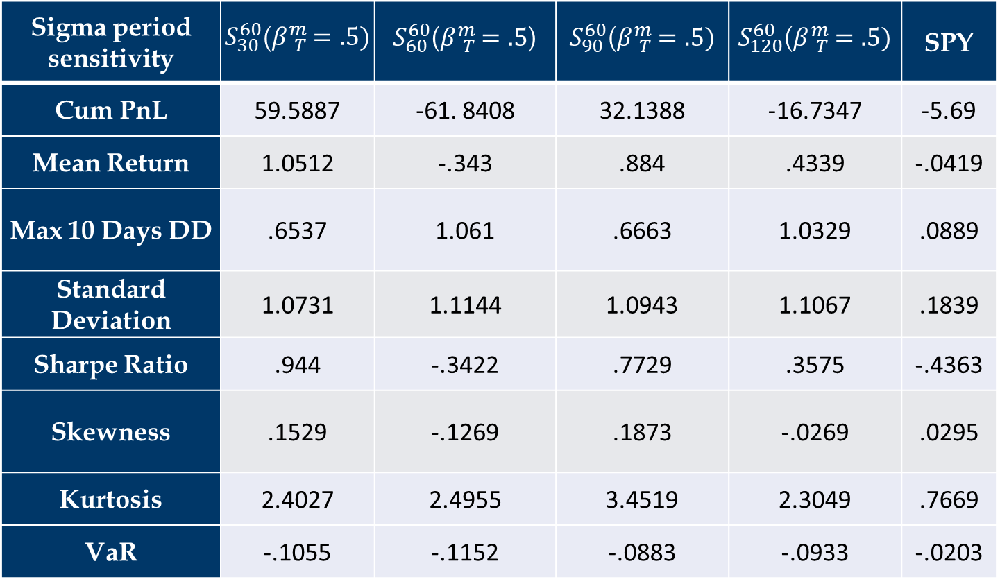 Sigma period sensitivity $S_{30}^{60}(\beta_{T}^{m} = .5)$ $S_{60}^{60}(\beta_{T}^{m} = .5)$ $S_{90}^{60}(\beta_{T}^{m} = .5)$ $S_{120}^{60}(\beta_{T}^{m} = .5)$ SPY
Cum PnL 59.5887 -61. 8408 32.1388 -16.7347 -5.69
Mean Return 1.0512 -.343 .884 .4339 -.0419
Max 10 Days DD .6537 1.061 .6663 1.0329 .0889
Standard Deviation 1.0731 1.1144 1.0943 1.1067 .1839
Sharpe Ratio .944 -.3422 .7729 .3575 -.4363
Skewness .1529 -.1269 .1873 -.0269 .0295
Kurtosis 2.4027 2.4955 3.4519 2.3049 .7669
VaR -.1055 -.1152 -.0883 -.0933 -.0203